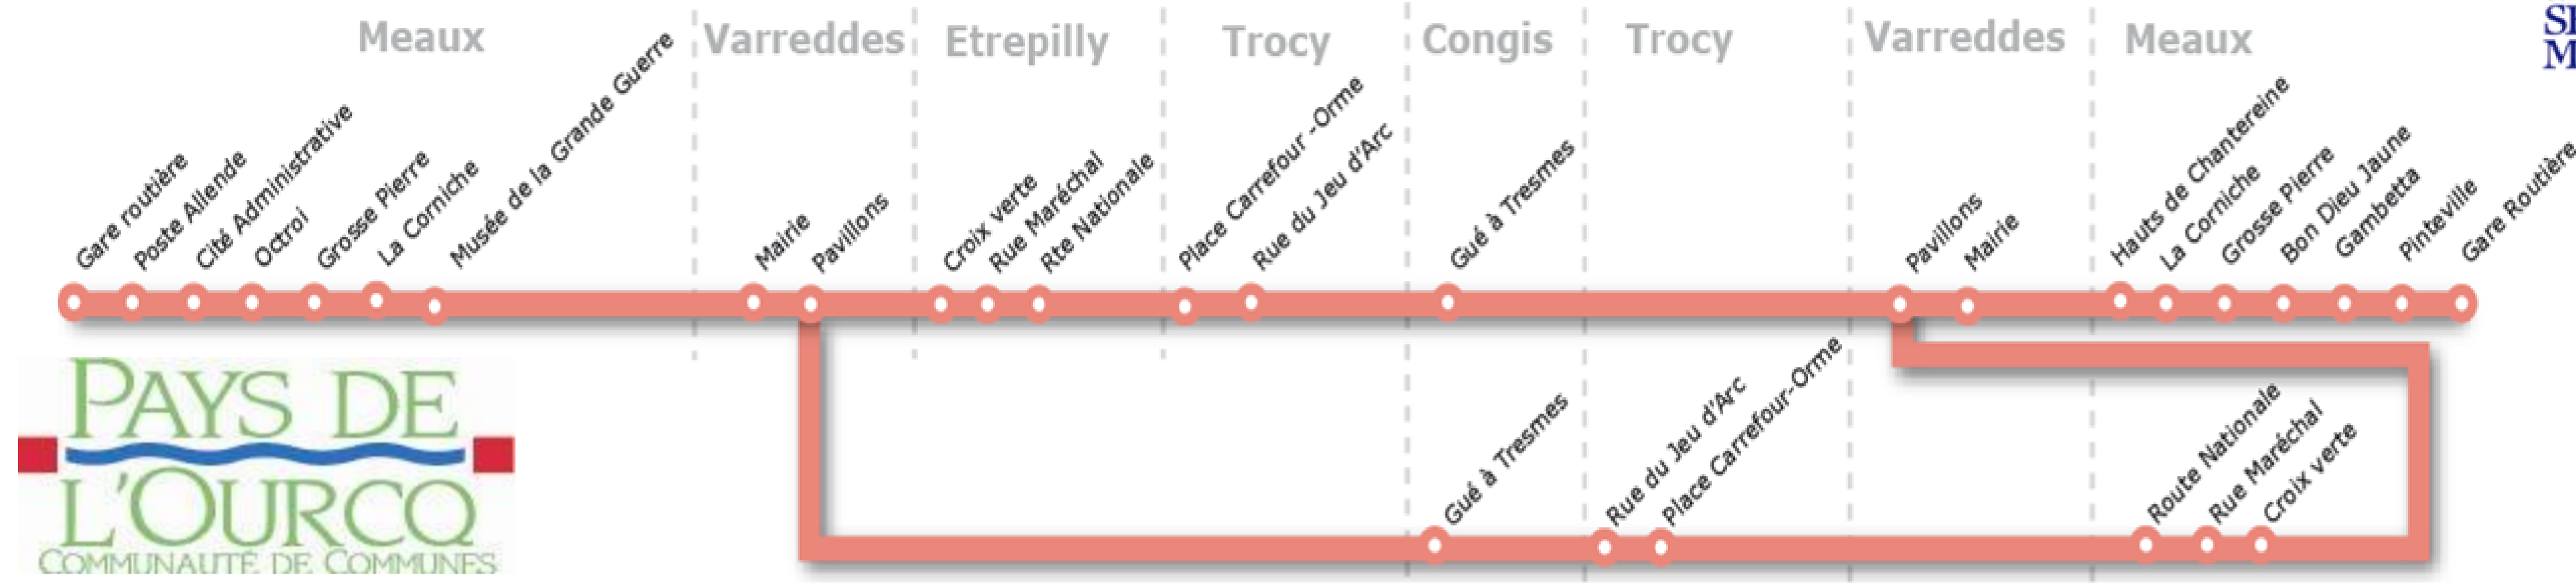 Meaux
Varreddes
Etrepilly
Trocy
Congis
Trocy
Varreddes
Meaux
Gare routière
Poste Allende
Cité Administrative
Octroi
Grosse Pierre
La Corniche
Musée de la Grande Guerre
Mairie
Pavillons
Croix verte
Rue Maréchal
Rte Nationale
Place Carrefour -Orme
Rue du Jeu d'Arc
Gué à Tresmes
Pavillons
Mairie
Hauts de Chantereine
La Corniche
Grosse Pierre
Bon Dieu Jaune
Gambetta
Pinteville
Gare Routière
Gué à Tresmes
Rue du Jeu d'Arc
Place Carrefour-Orme
Route Nationale
Rue Maréchal
Croix verte
PAYS DE
L'OURCQ
COMMUNAUTÉ DE COMMUNES